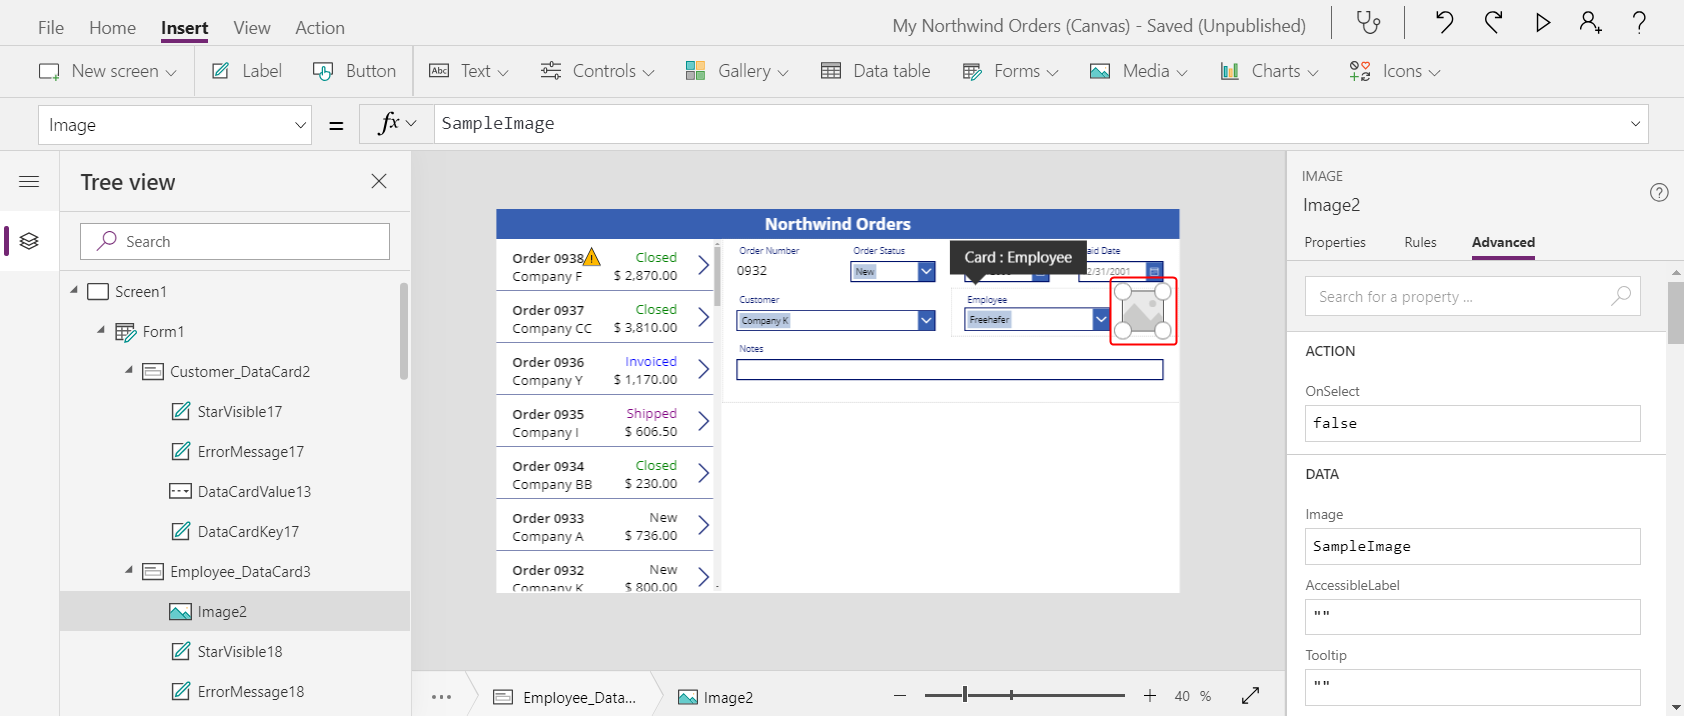 File Home Insert View Action
My Northwind Orders (Canvas) - Saved (Unpublished)
New screen Label Button Text Controls Gallery Data table Forms Media Charts Icons
Abc
Image = fx SampleImage
Tree view
Search
Screen1
Form1
Customer_DataCard2
StarVisible17
ErrorMessage17
DataCardValue13
DataCardKey17
Employee_DataCard3
Image2
StarVisible18
ErrorMessage18
Northwind Orders
Order 0938 Closed
Company F $ 2,870.00
Order 0937 Closed
Company CC $ 3,810.00
Order 0936 Invoiced
Company Y $ 1,170.00
Order 0935 Shipped
Company I $ 606.50
Order 0934 Closed
Company BB $ 230.00
Order 0933 New
Company A $ 736.00
Order 0932 New
Company K $ 800.00
Order Number Order Status Date
0932 New /31/2001
Card : Employee
Customer Employee
Company K Freehafer
Notes
... Employee_Data... Image2
40 %
IMAGE
Image2
Properties Rules Advanced
Search for a property ...
ACTION
OnSelect
false
DATA
Image
SampleImage
AccessibleLabel
""
Tooltip
""